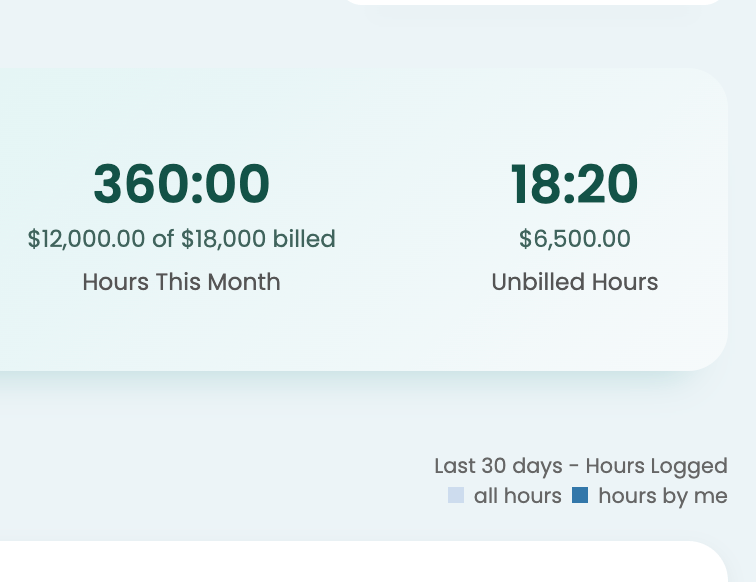 360:00
$12,000.00 of $18,000 billed
Hours This Month
18:20
$6,500.00
Unbilled Hours
Last 30 days - Hours Logged
all hours hours by me